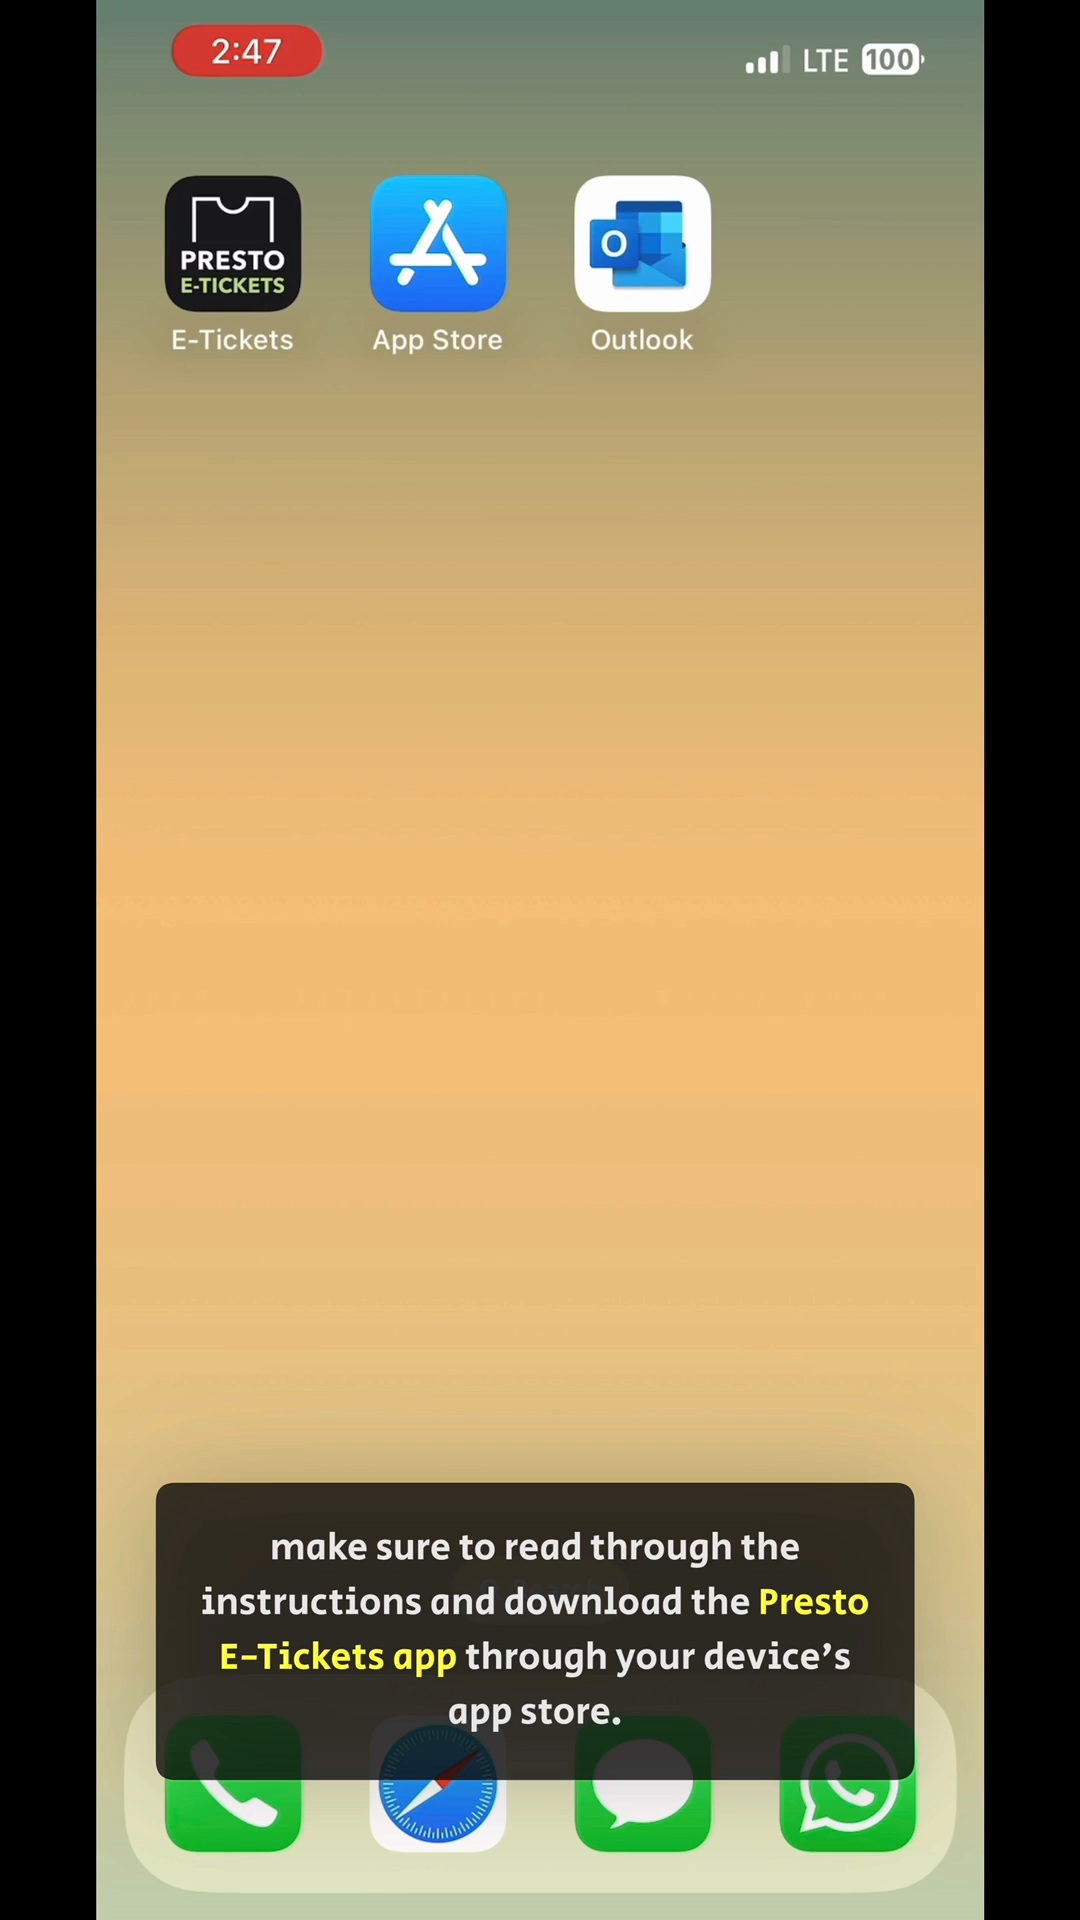 2:47
LTE 100
PRESTO
E-TICKETS
O
E-Tickets
App Store
Outlook
make sure to read through the
instructions and download the Presto
E-Tickets app through your device’s
app store.